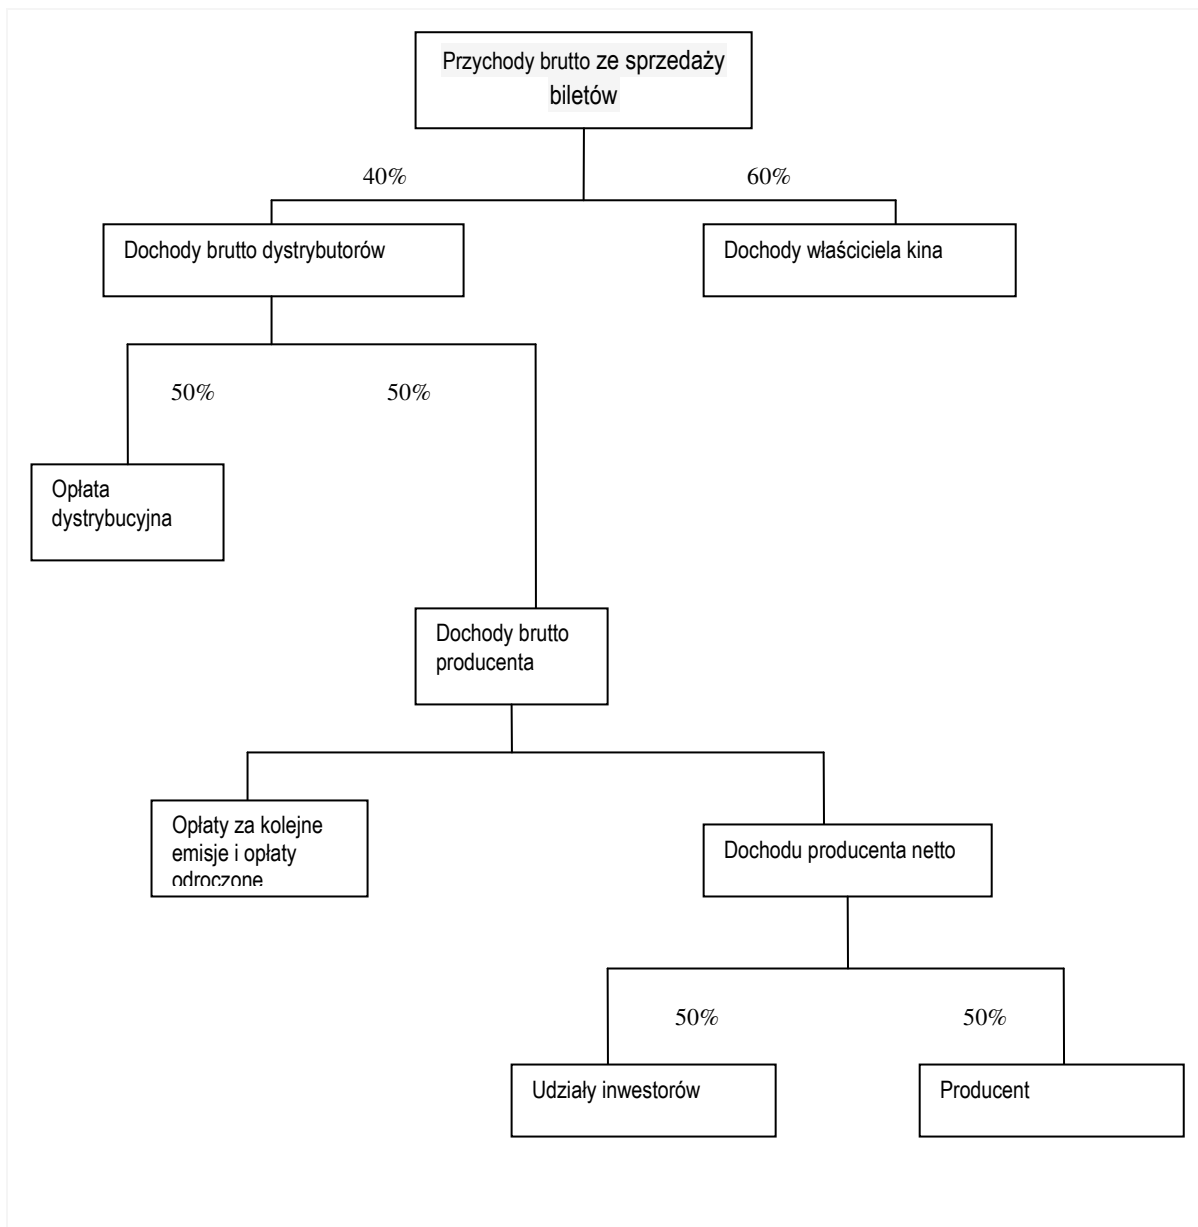 Przychody brutto ze sprzedaży
biletów
40%
60%
Dochody brutto dystrybutorów
Dochody właściciela kina
50%
50%
Opłata
dystrybucyjna
Dochody brutto
producenta
Opłaty za kolejne
emisje i opłaty
odroczone
Dochodu producenta netto
50%
50%
Udziały inwestorów
Producent